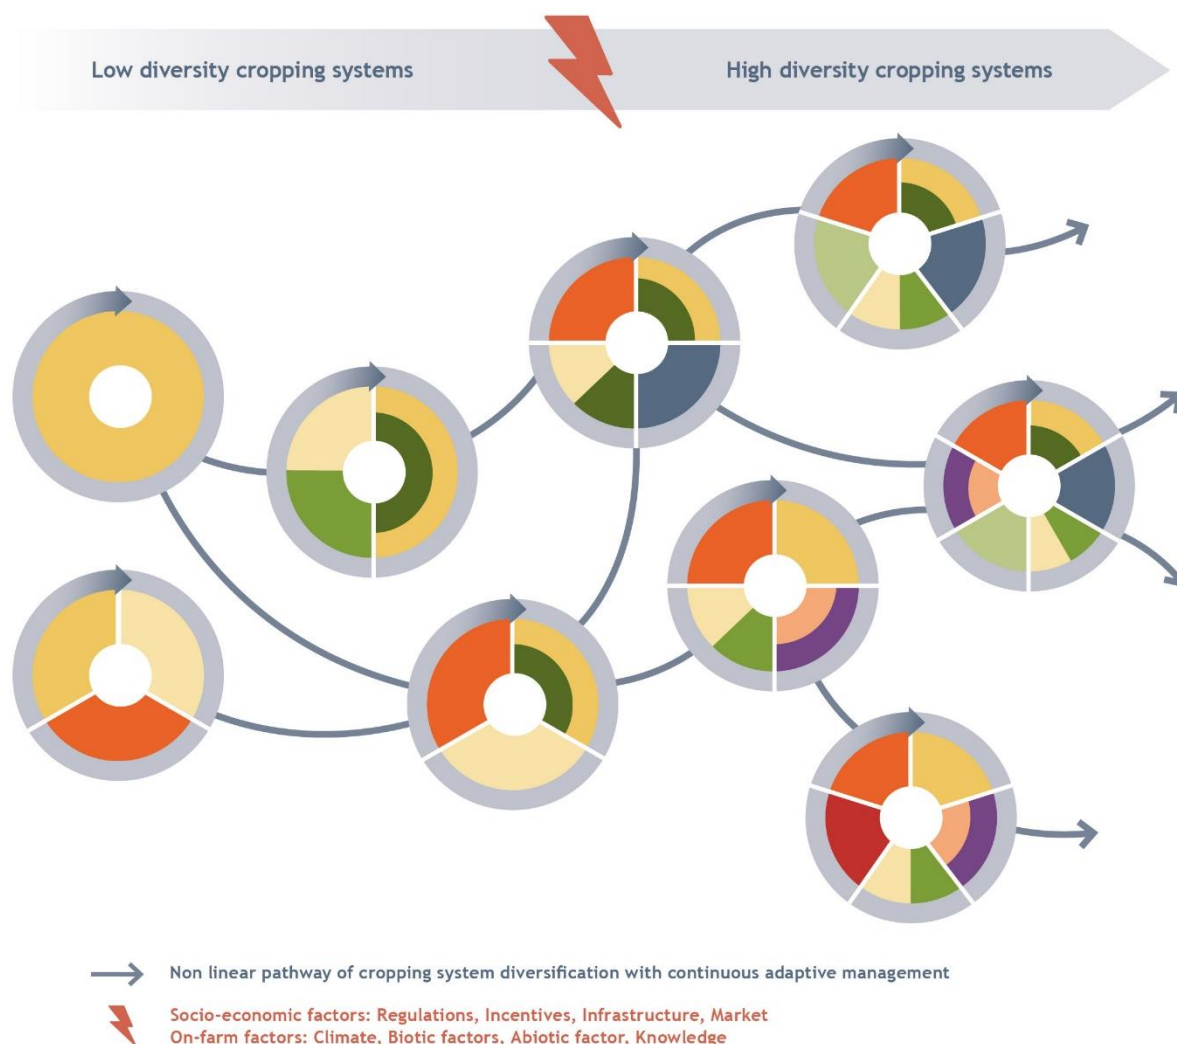 Low diversity cropping systems
High diversity cropping systems
Non linear pathway of cropping system diversification with continuous adaptive management
Socio-economic factors: Regulations, Incentives, Infrastructure, Market
On-farm factors: Climate, Biotic factors, Abiotic factor, Knowledge